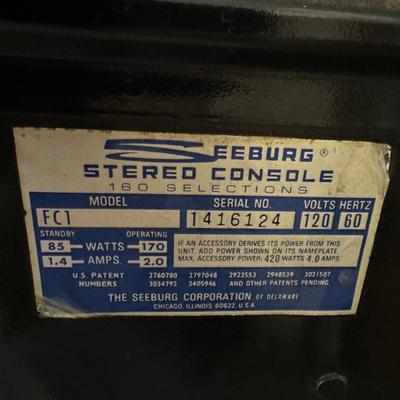 SEEBURG®
STEREO CONSOLE
160 SELECTIONS
MODEL SERIAL NO. VOLTS HERTZ
FC1 1416124 120 60
STANDBY OPERATING
85 WATTS 170
1.4 AMPS. 2.0
IF AN ACCESSORY DERIVES ITS POWER FROM THIS
UNIT, ADD POWER SHOWN ON ITS NAMEPLATE.
MAX. ACCESSORY POWER: 420 WATTS 4.0 AMPS.
U.S. PATENT 2760780 2797048 2923553 2948539 3021507
NUMBERS 3034792 3405946 AND OTHER PATENTS PENDING.
THE SEEBURG CORPORATION OF DELAWARE
CHICAGO, ILLINOIS 60622, U.S.A.